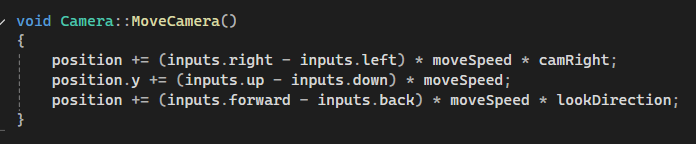 void Camera::MoveCamera()
{
position += (inputs.right - inputs.left) * moveSpeed * camRight;
position.y += (inputs.up - inputs.down) * moveSpeed;
position += (inputs.forward - inputs.back) * moveSpeed * lookDirection;
}